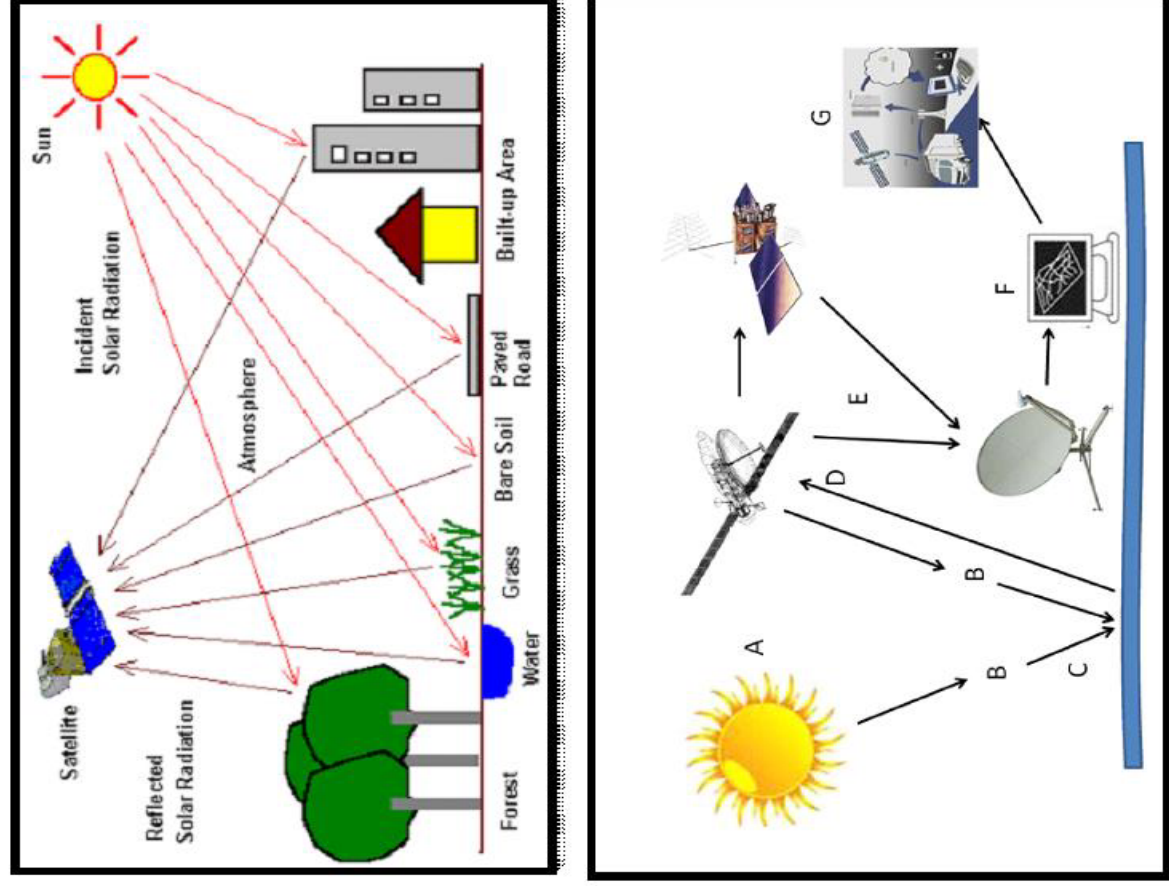 Sun
Incident
Solar Radiation
Satellite
Reflected
Solar Radiation
Atmosphere
Forest
Water
Grass
Bare Soil
Paved
Road
Built-up Area
A
B
B
C
D
E
F
G